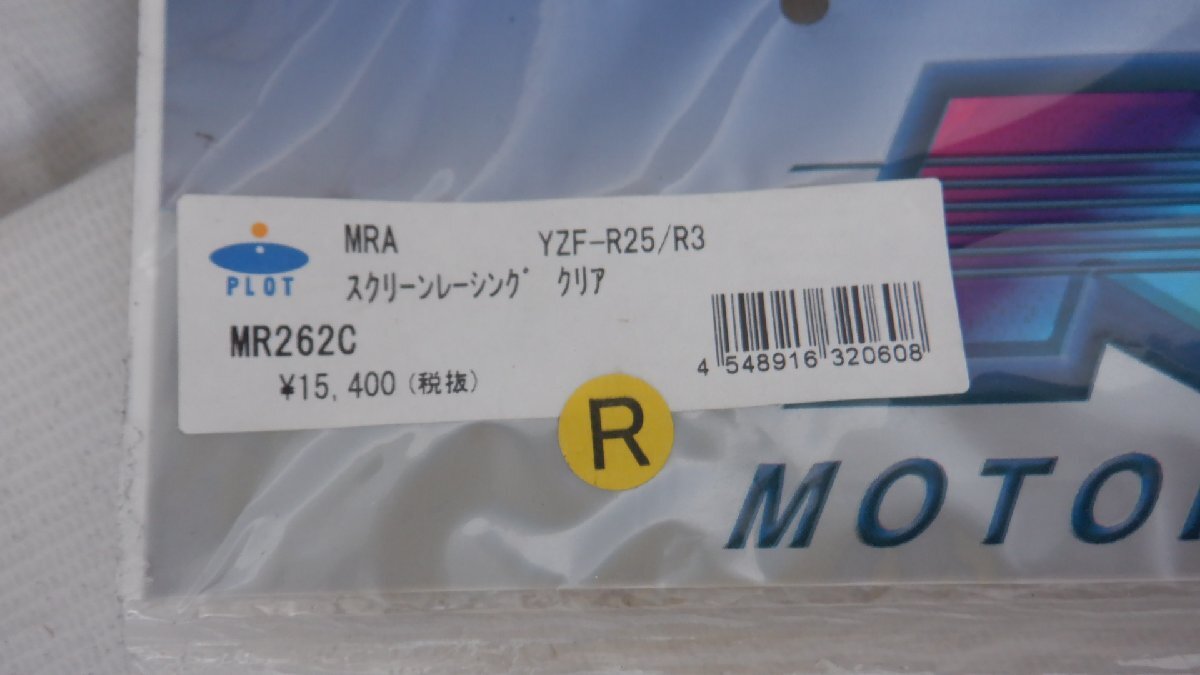 PLOT
MRA YZF-R25/R3
ｽｸﾘｰﾝﾚｰｼﾝｸﾞ ｸﾘｱ
MR262C
¥15,400(税抜)
4 548916 320608
R
MOTO